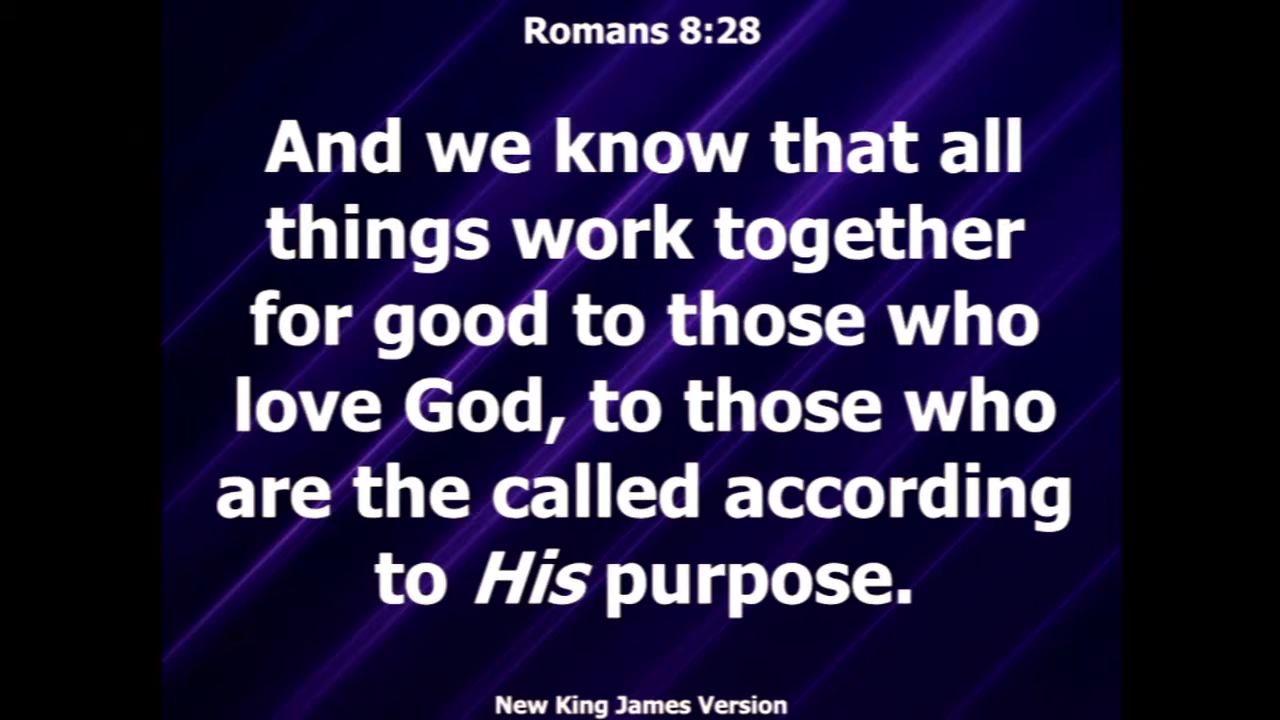 Romans 8:28
And we know that all
things work together
for good to those who
love God, to those who
are the called according
to His purpose.
New King James Version